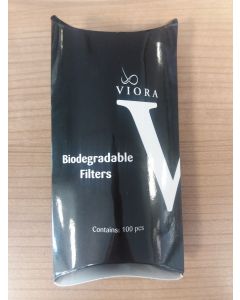 VIORA
Biodegradable
Filters
Contains: 100 pcs